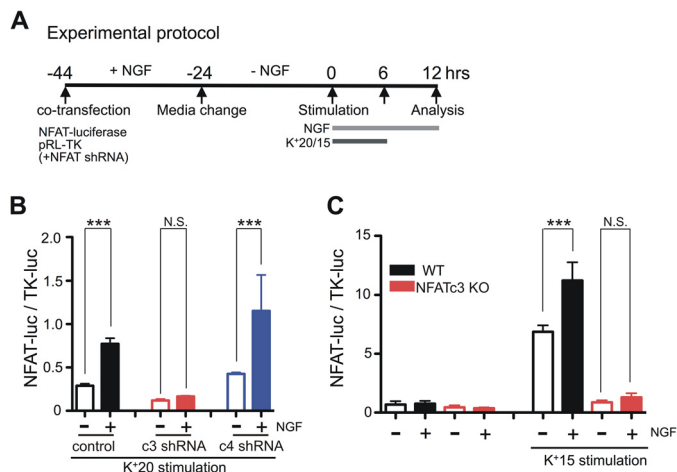 A
Experimental protocol
-44 + NGF -24 - NGF 0 6 12 hrs
co-transfection Media change Stimulation Analysis
NFAT-luciferase
pRL-TK
(+NFAT shRNA)
NGF
K⁺20/15
B
NFAT-luc / TK-luc
2.0
1.5
1.0
0.5
0
*** N.S. ***
− + − + − + NGF
control c3 shRNA c4 shRNA
K⁺20 stimulation
C
NFAT-luc / TK-luc
15
10
5
0
WT
NFATc3 KO
*** N.S.
− + − + − + − + NGF
K⁺15 stimulation